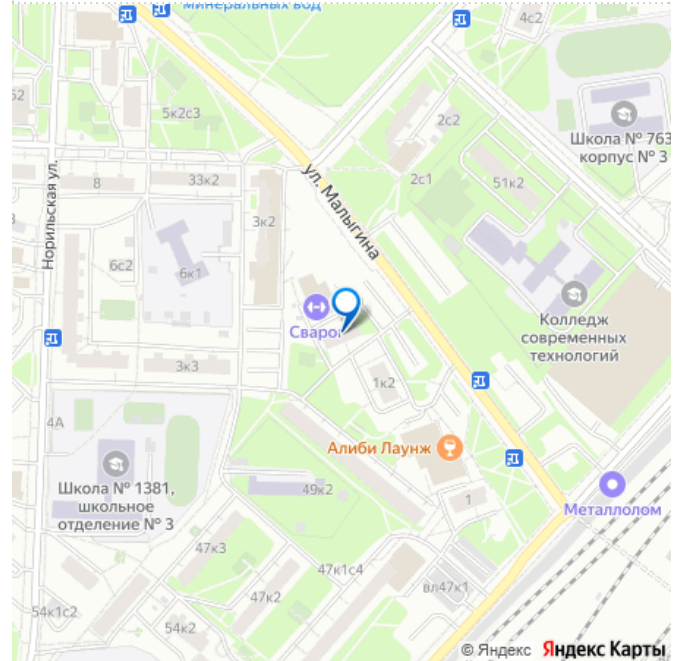 минеральных вод
4с2
52
5к2с3
2с2
Школа № 763
корпус № 3
Норильская ул.
8
33к2
2с1
51к2
ул. Малыгина
3к2
6с2
6к1
Колледж
современных
технологий
Сварог
3к3
1к2
4А
Алиби Лаунж
Школа № 1381,
школьное
отделение № 3
49к2
1
Металлолом
47к3
47к1с4
47к2
вл47к1
54к1с2
54к2
© Яндекс Яндекс Карты